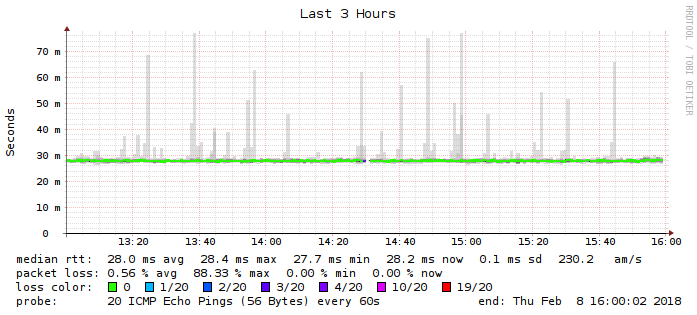 Last 3 Hours
RRDTOOL / TOBI OETIKER
Seconds
70 m
60 m
50 m
40 m
30 m
20 m
10 m
0
13:20 13:40 14:00 14:20 14:40 15:00 15:20 15:40 16:00
median rtt: 28.0 ms avg 28.4 ms max 27.7 ms min 28.2 ms now 0.1 ms sd 230.2 am/s
packet loss: 0.56 % avg 88.33 % max 0.00 % min 0.00 % now
loss color: 0 1/20 2/20 3/20 4/20 10/20 19/20
probe: 20 ICMP Echo Pings (56 Bytes) every 60s end: Thu Feb 8 16:00:02 2018